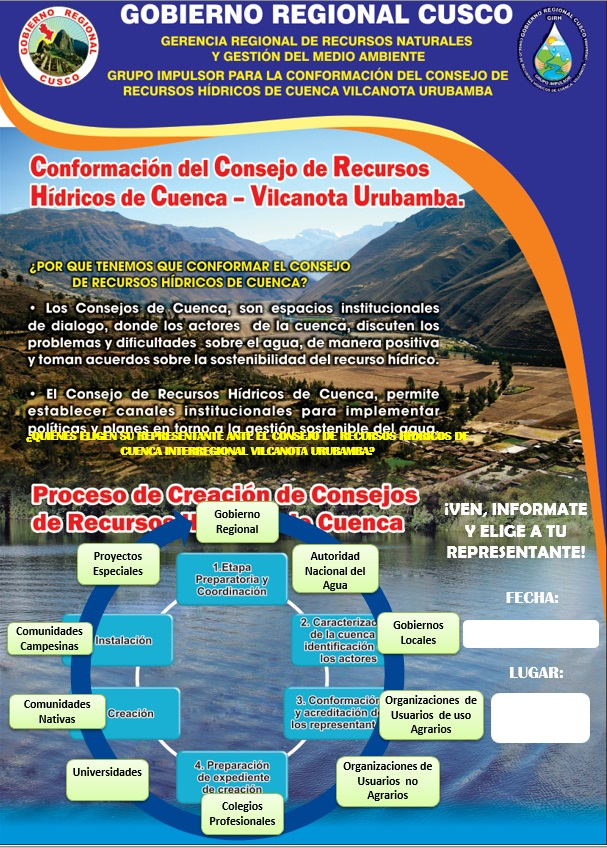 GOBIERNO REGIONAL CUSCO
GERENCIA REGIONAL DE RECURSOS NATURALES
Y GESTIÓN DEL MEDIO AMBIENTE
GRUPO IMPULSOR PARA LA CONFORMACIÓN DEL CONSEJO DE
RECURSOS HÍDRICOS DE CUENCA VILCANOTA URUBAMBA
GOBIERNO REGIONAL
CUSCO
GOBIERNO REGIONAL CUSCO
GIRH
GRUPO IMPULSOR
Conformación del Consejo de Recursos
Hídricos de Cuenca – Vilcanota Urubamba.
¿POR QUE TENEMOS QUE CONFORMAR EL CONSEJO
DE RECURSOS HÍDRICOS DE CUENCA?
• Los Consejos de Cuenca, son espacios institucionales
de dialogo, donde los actores de la cuenca, discuten los
problemas y dificultades sobre el agua, de manera positiva
y toman acuerdos sobre la sostenibilidad del recurso hídrico.
• El Consejo de Recursos Hídricos de Cuenca, permite
establecer canales institucionales para implementar
políticas y planes en torno a la gestión sostenible del agua.
¿QUIENES ELIGEN SU REPRESENTANTE ANTE EL CONSEJO DE RECURSOS HIDRICOS DE
CUENCA INTERREGIONAL VILCANOTA URUBAMBA?
Proceso de Creación de Consejos
de Recursos H de Cuenca
Gobierno
Regional
Autoridad
Nacional del
Agua
Gobiernos
Locales
Organizaciones de
Usuarios de uso
Agrarios
Organizaciones de
Usuarios no
Agrarios
Colegios
Profesionales
Universidades
Comunidades
Nativas
Comunidades
Campesinas
Proyectos
Especiales
1.Etapa
Preparatoria y
Coordinación
2. Caracterizac
de la cuenca
identificación
los actores
3. Conformación
y acreditación d
los representant
4. Preparación
de expediente
de creación
Creación
Instalación
¡VEN, INFORMATE
Y ELIGE A TU
REPRESENTANTE!
FECHA:
LUGAR: